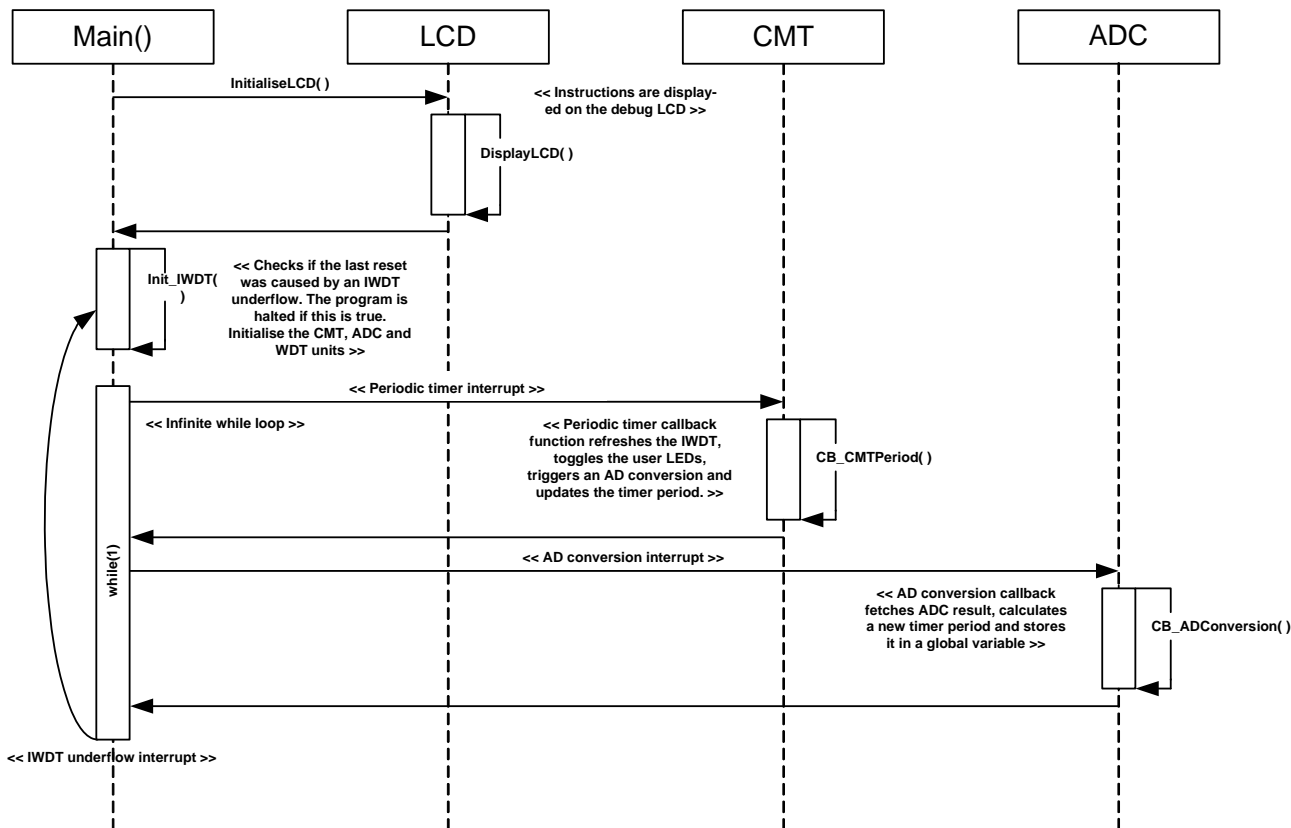 Main()
LCD
CMT
ADC
InitialiseLCD( )
<< Instructions are display-
ed on the debug LCD >>
DisplayLCD( )
Init_IWDT(
)
<< Checks if the last reset
was caused by an IWDT
underflow. The program is
halted if this is true.
Initialise the CMT, ADC and
WDT units >>
<< Periodic timer interrupt >>
<< Infinite while loop >>
<< Periodic timer callback
function refreshes the IWDT,
toggles the user LEDs,
triggers an AD conversion and
updates the timer period. >>
CB_CMTPeriod( )
while(1)
<< AD conversion interrupt >>
<< AD conversion callback
fetches ADC result, calculates
a new timer period and stores
it in a global variable >>
CB_ADConversion( )
<< IWDT underflow interrupt >>